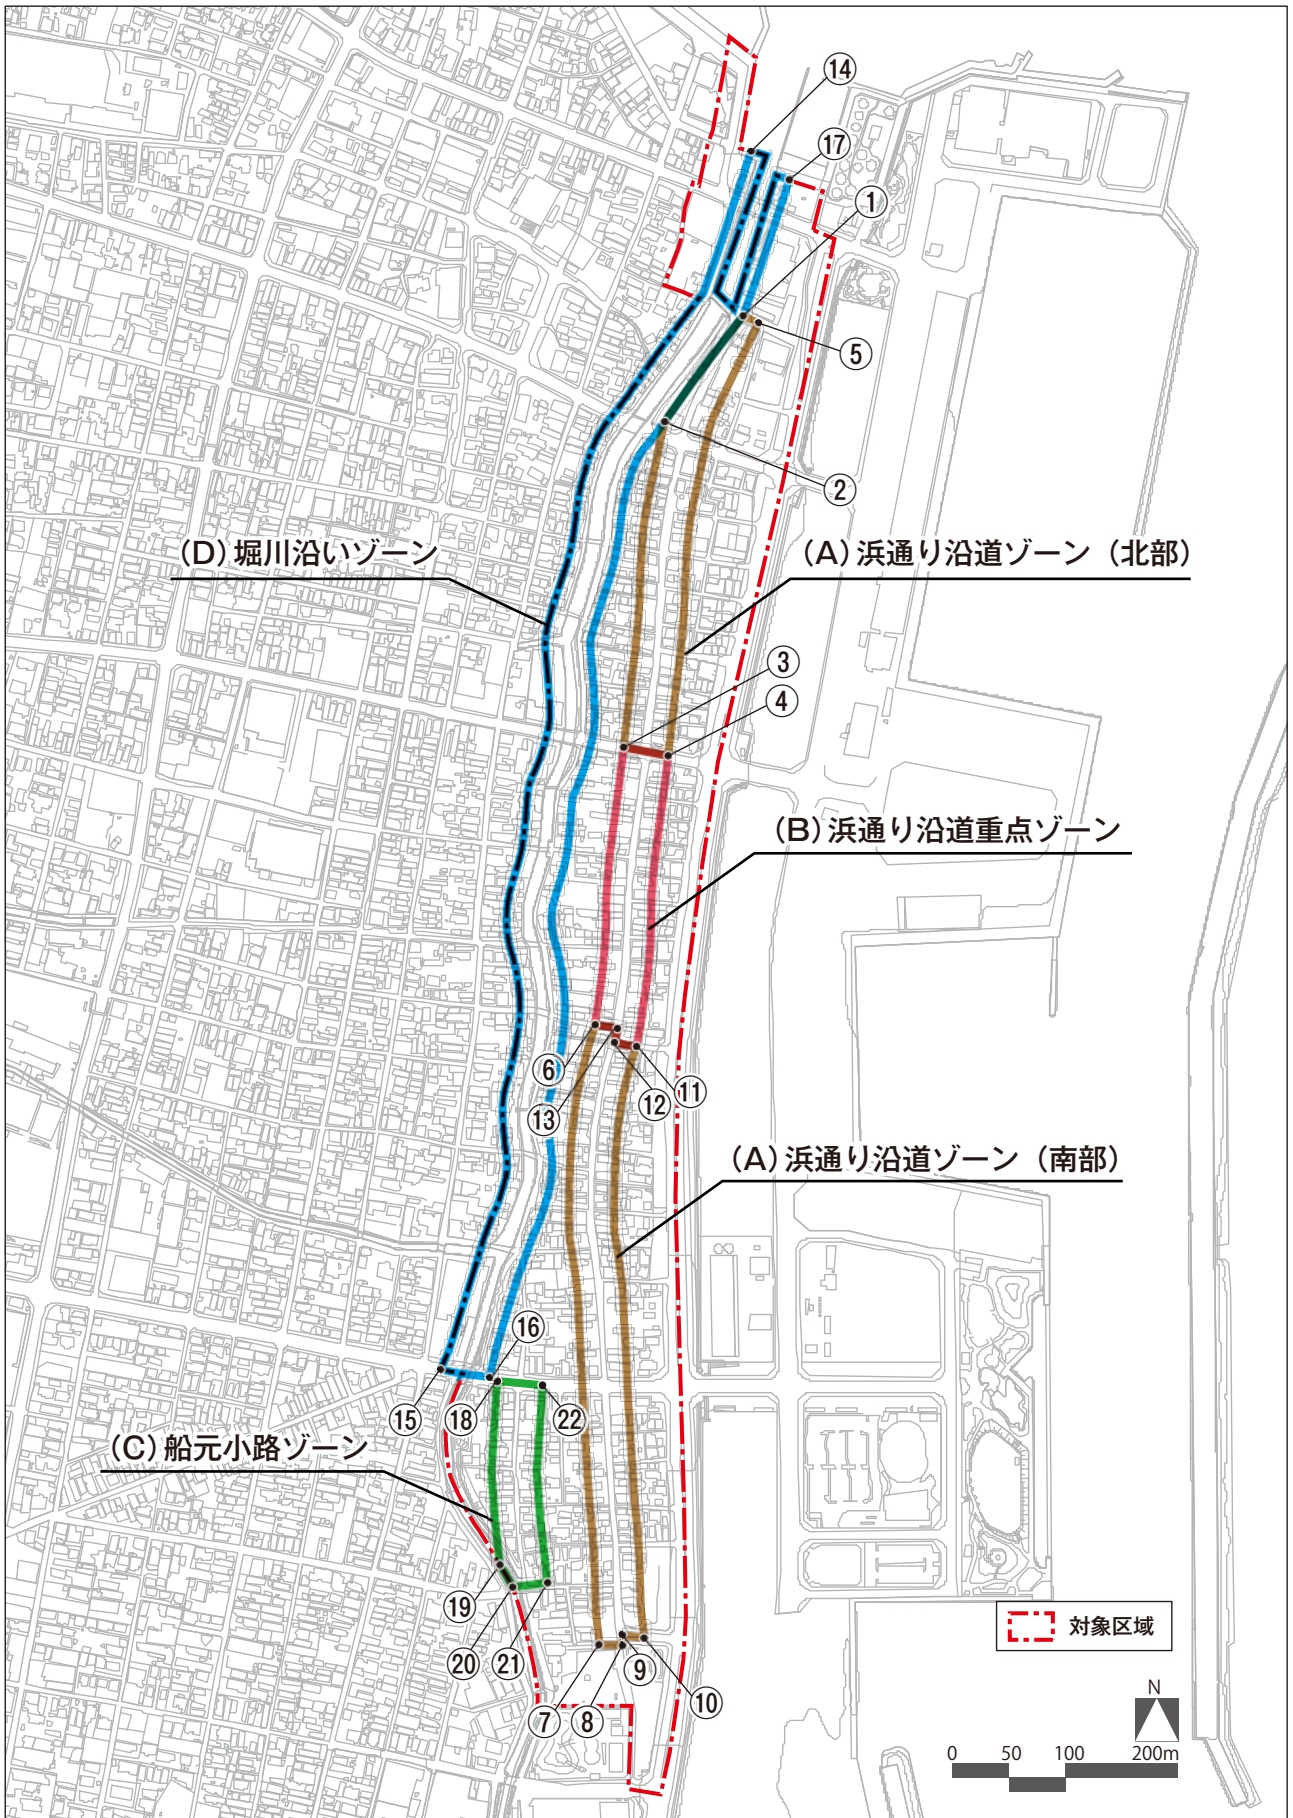 ⑭
⑰
①
⑤
②
(D)堀川沿いゾーン
(A)浜通り沿道ゾーン（北部）
③
④
(B)浜通り沿道重点ゾーン
⑥
⑪
⑫
⑬
(A)浜通り沿道ゾーン（南部）
⑯
⑮
⑱
㉒
(C)船元小路ゾーン
⑲
対象区域
⑳
㉑
⑨
⑩
⑦
⑧
N
0 50 100 200m